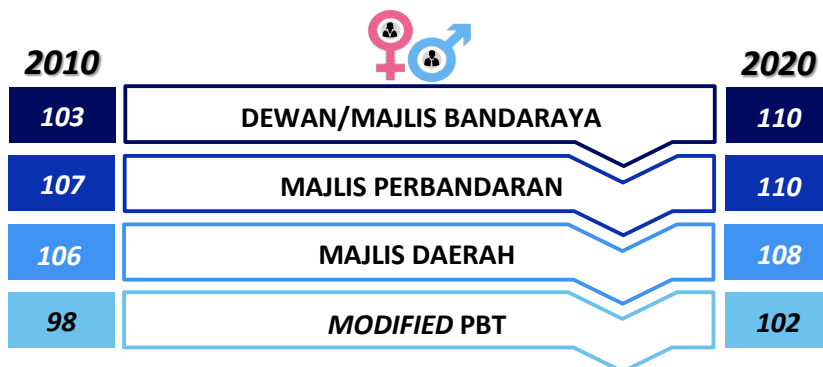 2010 2020
103 DEWAN/MAJLIS BANDARAYA 110
107 MAJLIS PERBANDARAN 110
106 MAJLIS DAERAH 108
98 MODIFIED PBT 102